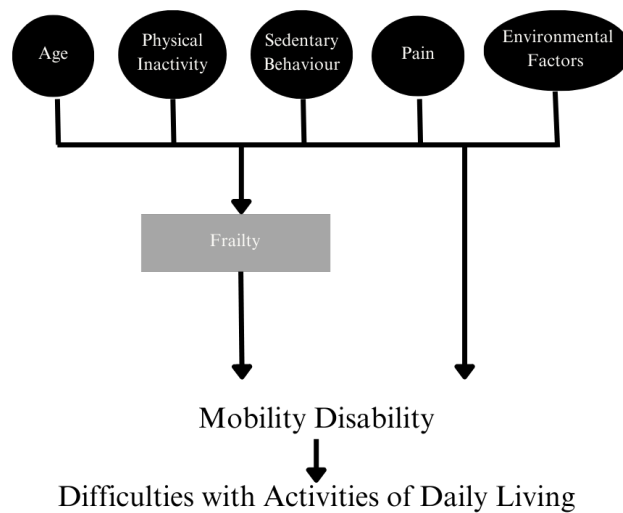 Age
Physical
Inactivity
Sedentary
Behaviour
Pain
Environmental
Factors
Frailty
Mobility Disability
Difficulties with Activities of Daily Living